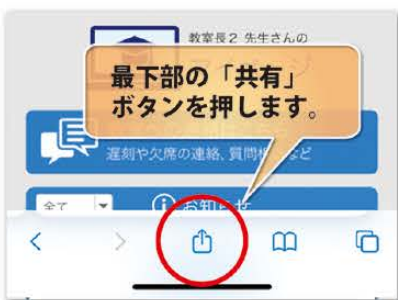 教室長2 先生さんの
最下部の「共有」
ボタンを押します。
遅刻や欠席の連絡、質問
など
全て
お知らせ